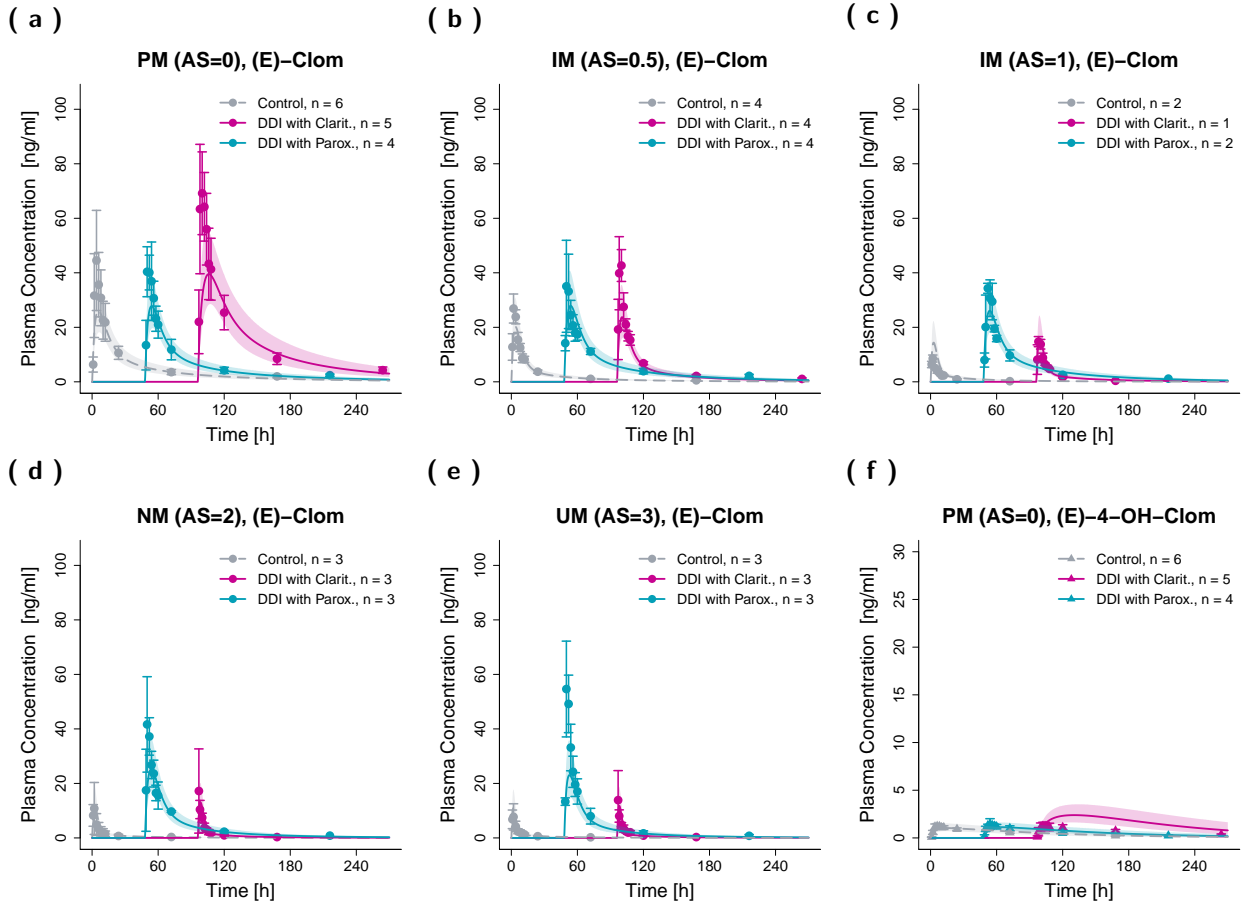 ( a )
PM (AS=0), (E)−Clom
Plasma Concentration [ng/ml]
0 20 40 60 80 100
Control, n = 6
DDI with Clarit., n = 5
DDI with Parox., n = 4
0 60 120 180 240
Time [h]
( b )
IM (AS=0.5), (E)−Clom
Plasma Concentration [ng/ml]
0 20 40 60 80 100
Control, n = 4
DDI with Clarit., n = 4
DDI with Parox., n = 4
0 60 120 180 240
Time [h]
( c )
IM (AS=1), (E)−Clom
Plasma Concentration [ng/ml]
0 20 40 60 80 100
Control, n = 2
DDI with Clarit., n = 1
DDI with Parox., n = 2
0 60 120 180 240
Time [h]
( d )
NM (AS=2), (E)−Clom
Plasma Concentration [ng/ml]
0 20 40 60 80 100
Control, n = 3
DDI with Clarit., n = 3
DDI with Parox., n = 3
0 60 120 180 240
Time [h]
( e )
UM (AS=3), (E)−Clom
Plasma Concentration [ng/ml]
0 20 40 60 80 100
Control, n = 3
DDI with Clarit., n = 3
DDI with Parox., n = 3
0 60 120 180 240
Time [h]
( f )
PM (AS=0), (E)−4−OH−Clom
Plasma Concentration [ng/ml]
0 5 10 15 20 25 30
Control, n = 6
DDI with Clarit., n = 5
DDI with Parox., n = 4
0 60 120 180 240
Time [h]